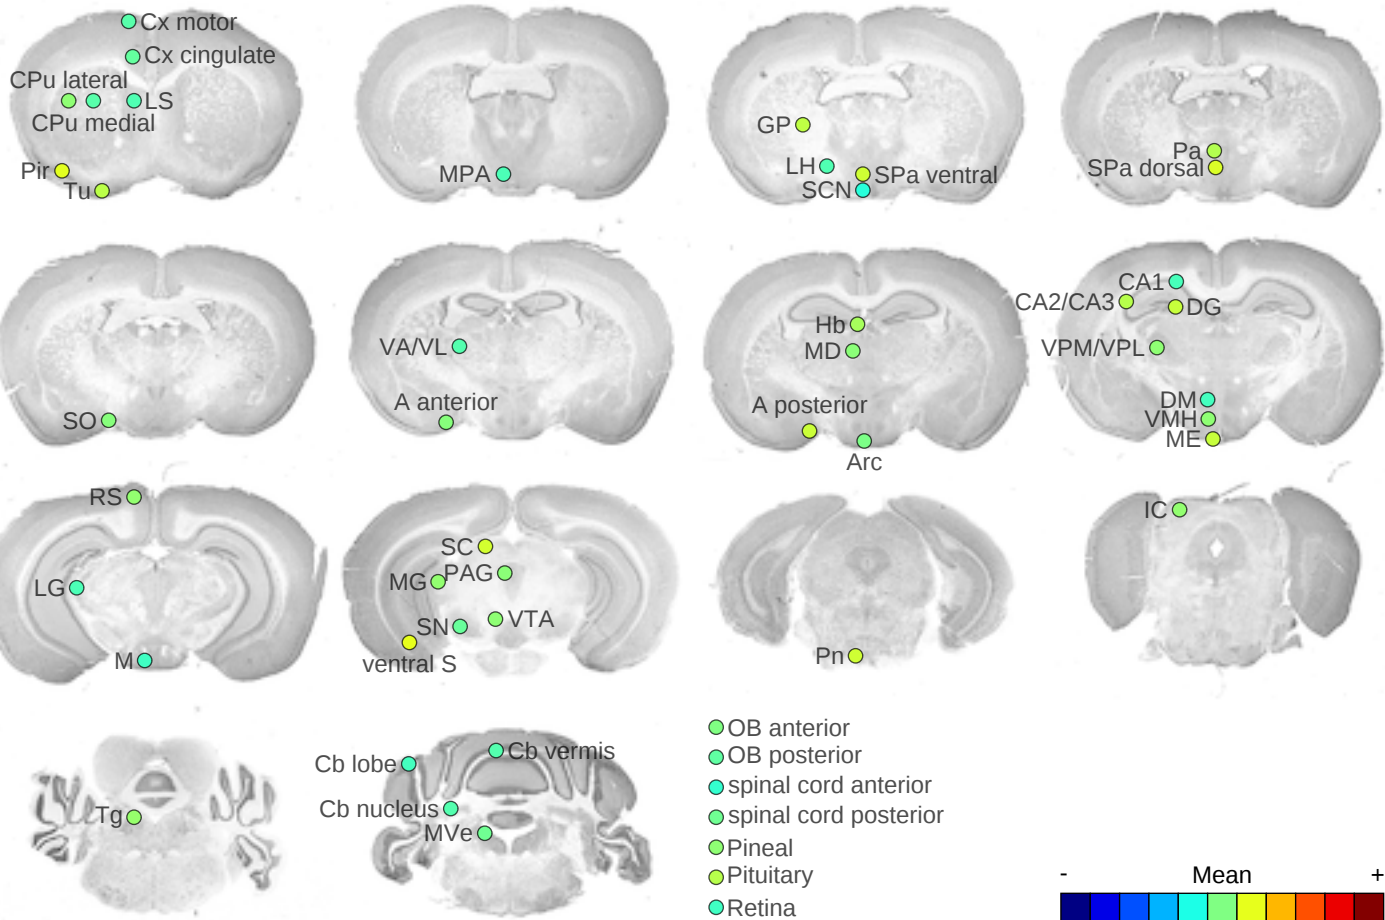 Cx motor
Cx cingulate
CPu lateral
LS
CPu medial
Pir
Tu
MPA
GP
LH
SPa ventral
SCN
Pa
SPa dorsal
SO
VA/VL
A anterior
Hb
MD
A posterior
Arc
CA1
CA2/CA3
DG
VPM/VPL
DM
VMH
ME
RS
LG
M
SC
MG
PAG
SN
VTA
ventral S
Pn
IC
Tg
Cb lobe
Cb vermis
Cb nucleus
MVe
OB anterior
OB posterior
spinal cord anterior
spinal cord posterior
Pineal
Pituitary
Retina
- Mean +